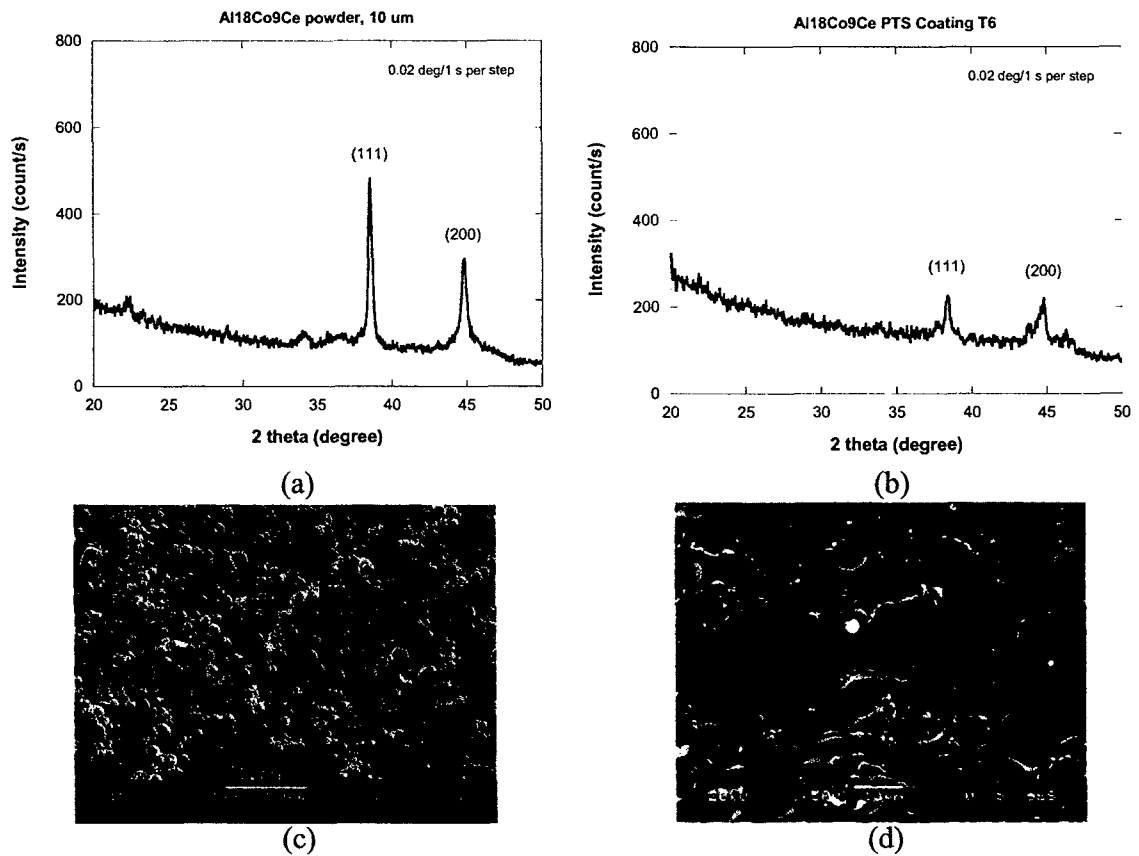 Al18Co9Ce powder, 10 um
800
0.02 deg/1 s per step
600
(111)
400
(200)
200
0
Intensity (count/s)
20 25 30 35 40 45 50
2 theta (degree)
(a)
Al18Co9Ce PTS Coating T6
800
0.02 deg/1 s per step
600
400
(111) (200)
200
0
Intensity (count/s)
20 25 30 35 40 45 50
2 theta (degree)
(b)
(c)
(d)